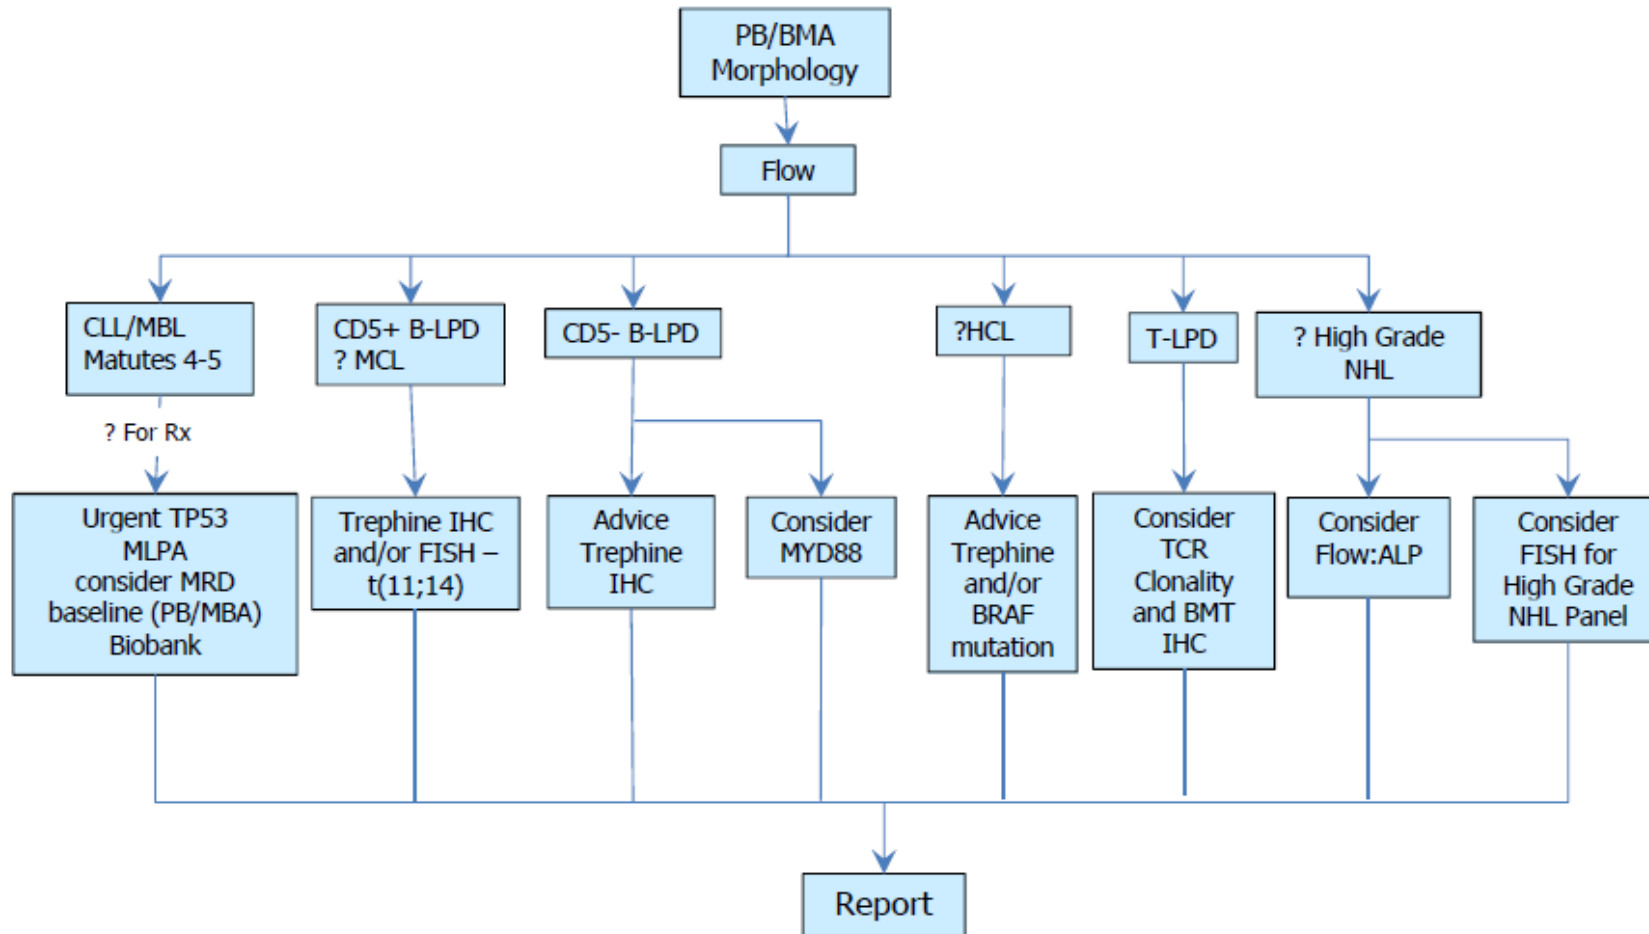 PB/BMA
Morphology
Flow
CLL/MBL
Matutes 4-5
CD5+ B-LPD
? MCL
CD5- B-LPD
?HCL
T-LPD
? High Grade
NHL
? For Rx
Urgent TP53
MLPA
consider MRD
baseline (PB/MBA)
Biobank
Trephine IHC
and/or FISH –
t(11;14)
Advice
Trephine
IHC
Consider
MYD88
Advice
Trephine
and/or
BRAF
mutation
Consider
TCR
Clonality
and BMT
IHC
Consider
Flow:ALP
Consider
FISH for
High Grade
NHL Panel
Report